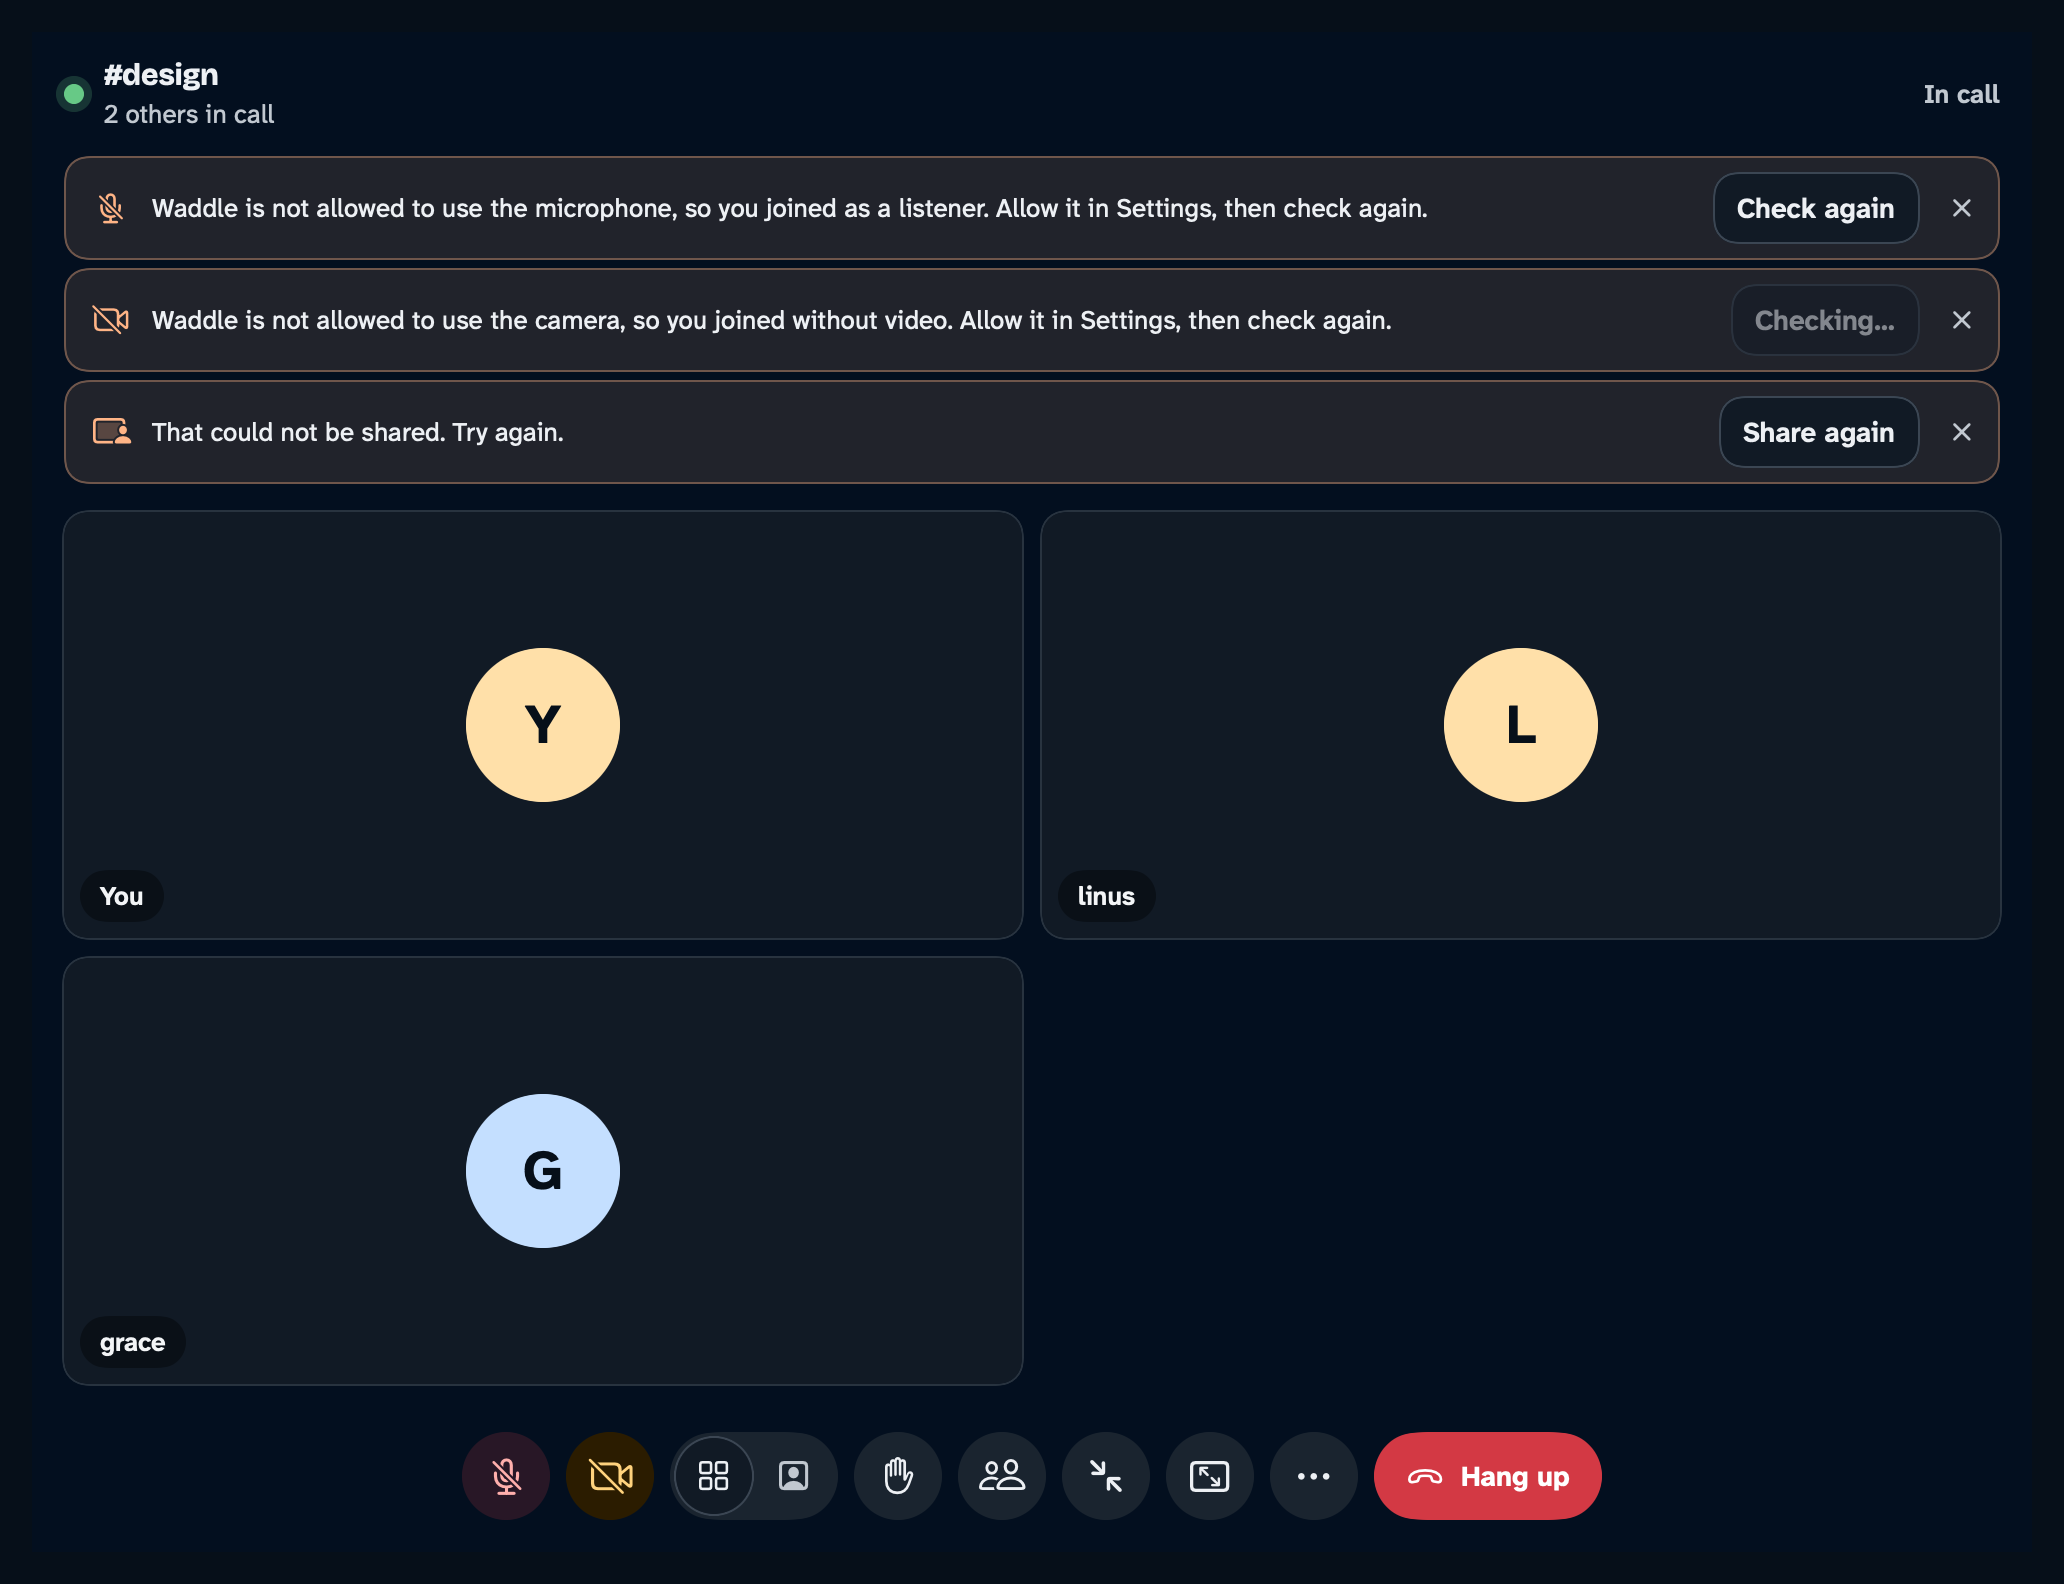 #design
2 others in call
In call
Waddle is not allowed to use the microphone, so you joined as a listener. Allow it in Settings, then check again.
Check again
Waddle is not allowed to use the camera, so you joined without video. Allow it in Settings, then check again.
Checking...
That could not be shared. Try again.
Share again
Y
You
L
linus
G
grace
Hang up